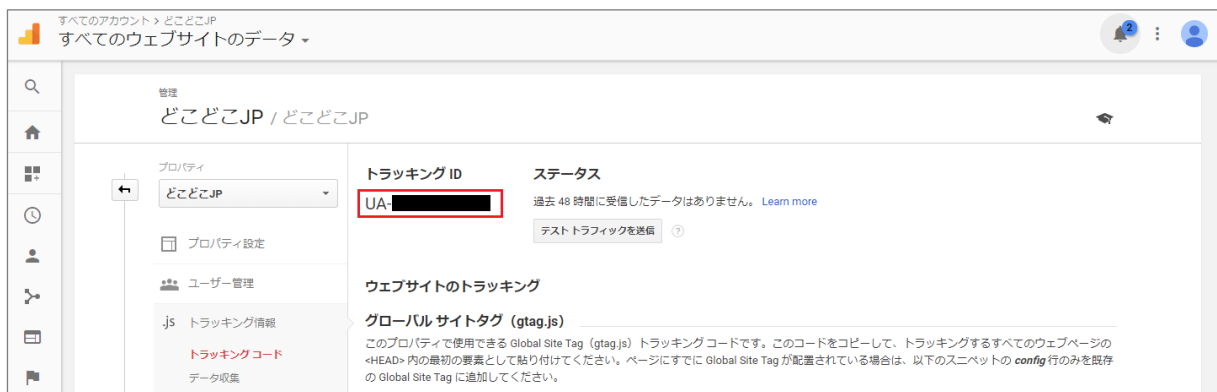 すべてのアカウント > どこどこJP
すべてのウェブサイトのデータ
2
管理
どこどこJP / どこどこJP
プロパティ
どこどこJP
プロパティ設定
ユーザー管理
.js トラッキング情報
トラッキング コード
データ収集
トラッキング ID
UA-
ステータス
過去 48 時間に受信したデータはありません。 Learn more
テスト トラフィックを送信 ?
ウェブサイトのトラッキング
グローバル サイトタグ（gtag.js）
このプロパティで使用できる Global Site Tag（gtag.js）トラッキング コードです。このコードをコピーして、トラッキングするすべてのウェブページの
<HEAD> 内の最初の要素として貼り付けてください。ページにすでに Global Site Tag が配置されている場合は、以下のスニペットの config 行のみを既存
の Global Site Tag に追加してください。